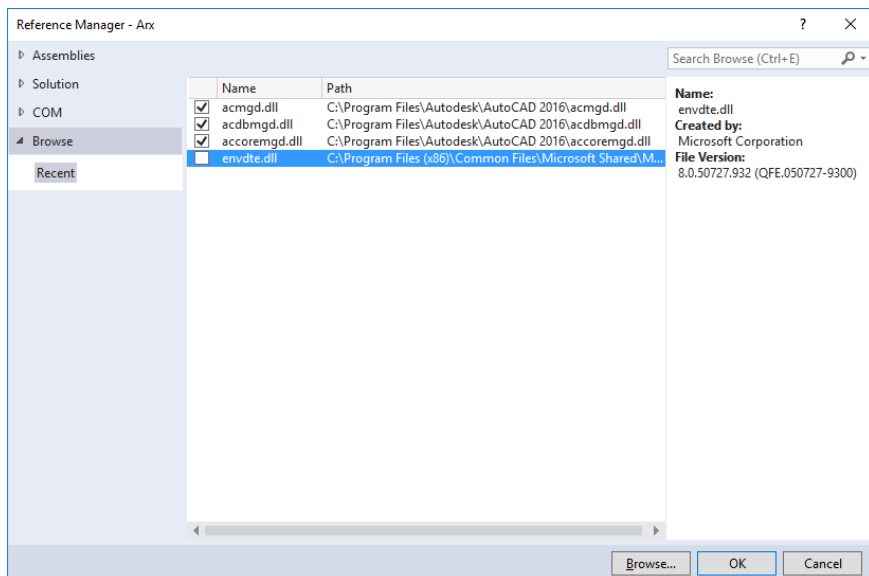 Reference Manager - Arx
? ×
Assemblies
Solution
COM
Browse
Recent
Search Browse (Ctrl+E)
Name Path
acmgd.dll C:\Program Files\Autodesk\AutoCAD 2016\acmgd.dll
acdbmgd.dll C:\Program Files\Autodesk\AutoCAD 2016\acdbmgd.dll
accoremgd.dll C:\Program Files\Autodesk\AutoCAD 2016\accoremgd.dll
envdte.dll C:\Program Files (x86)\Common Files\Microsoft Shared\M...
Name:
envdte.dll
Created by:
Microsoft Corporation
File Version:
8.0.50727.932 (QFE.050727-9300)
Browse... OK Cancel